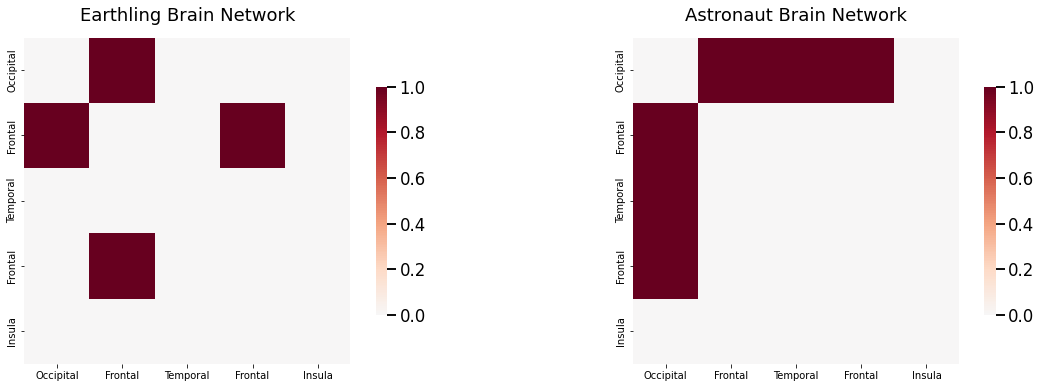 Earthling Brain Network
Occipital
Frontal
Temporal
Frontal
Insula
Occipital Frontal Temporal Frontal Insula
1.0
0.8
0.6
0.4
0.2
0.0
Astronaut Brain Network
Occipital
Frontal
Temporal
Frontal
Insula
Occipital Frontal Temporal Frontal Insula
1.0
0.8
0.6
0.4
0.2
0.0